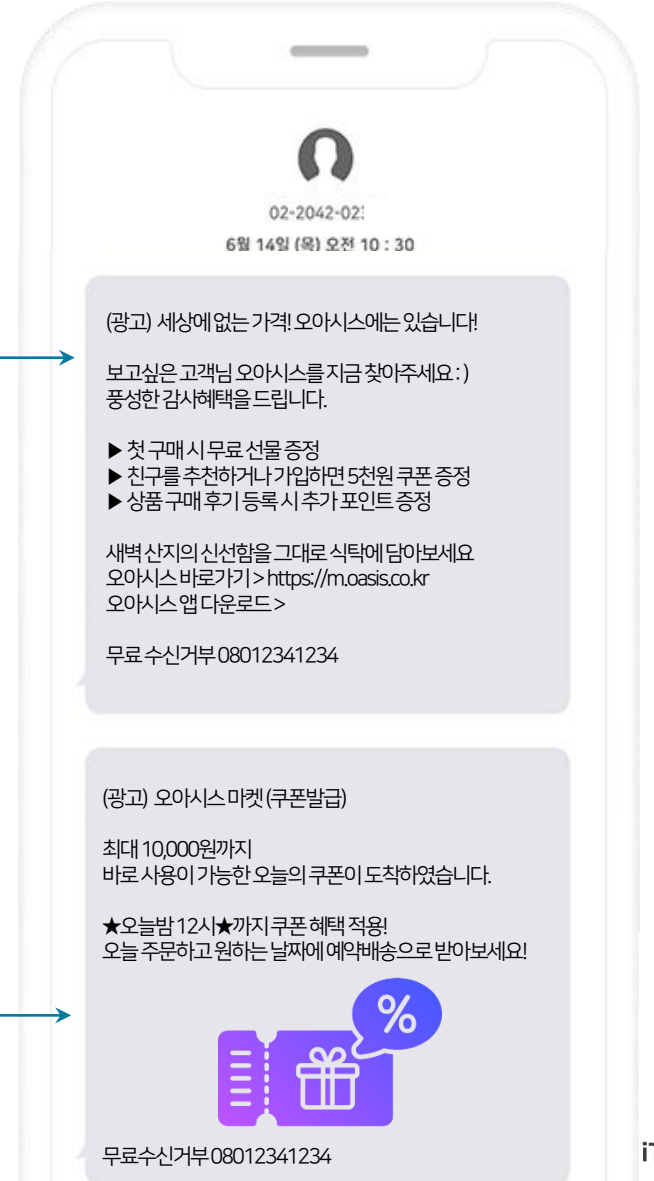 02-2042-02
6월 14일 (목) 오전 10 : 30
(광고) 세상에 없는 가격! 오아시스에는 있습니다!
보고싶은 고객님 오아시스를 지금 찾아주세요 : )
풍성한 감사혜택을 드립니다.
▶ 첫 구매 시 무료 선물 증정
▶ 친구를 추천하거나 가입하면 5천원 쿠폰 증정
▶ 상품 구매 후기 등록 시 추가 포인트 증정
새벽 산지의 신선함을 그대로 식탁에 담아보세요
오아시스 바로가기 > https://m.oasis.co.kr
오아시스 앱 다운로드 >
무료 수신거부 08012341234
(광고) 오아시스 마켓 (쿠폰발급)
최대 10,000원까지
바로 사용이 가능한 오늘의 쿠폰이 도착하였습니다.
★오늘밤 12시★까지 쿠폰 혜택 적용!
오늘 주문하고 원하는 날짜에 예약배송으로 받아보세요!
%
무료수신거부 08012341234